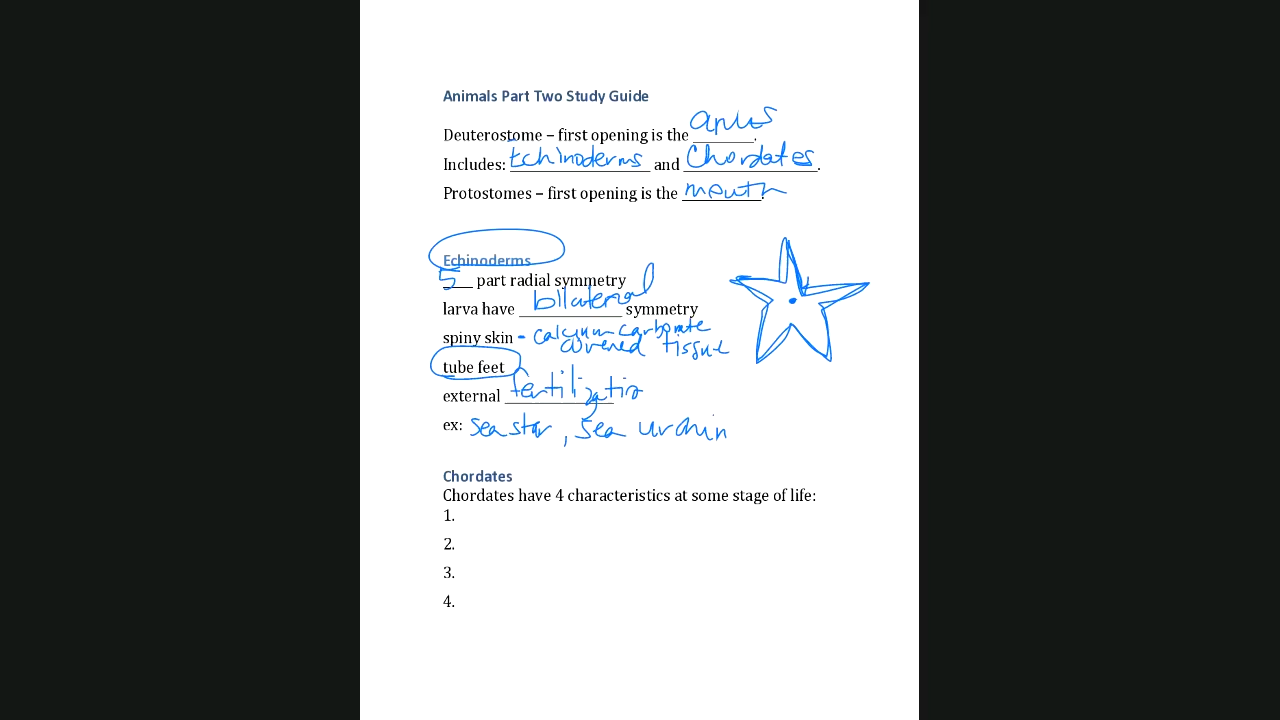 Animals Part Two Study Guide
Deuterostome – first opening is the anus.
Includes: Echinoderms and Chordates.
Protostomes – first opening is the mouth.
Echinoderms
5 part radial symmetry
larva have bilateral symmetry
spiny skin - calcium carbonate
covered tissue
tube feet
external fertilization
ex: sea star, sea urchin
Chordates
Chordates have 4 characteristics at some stage of life:
1.
2.
3.
4.